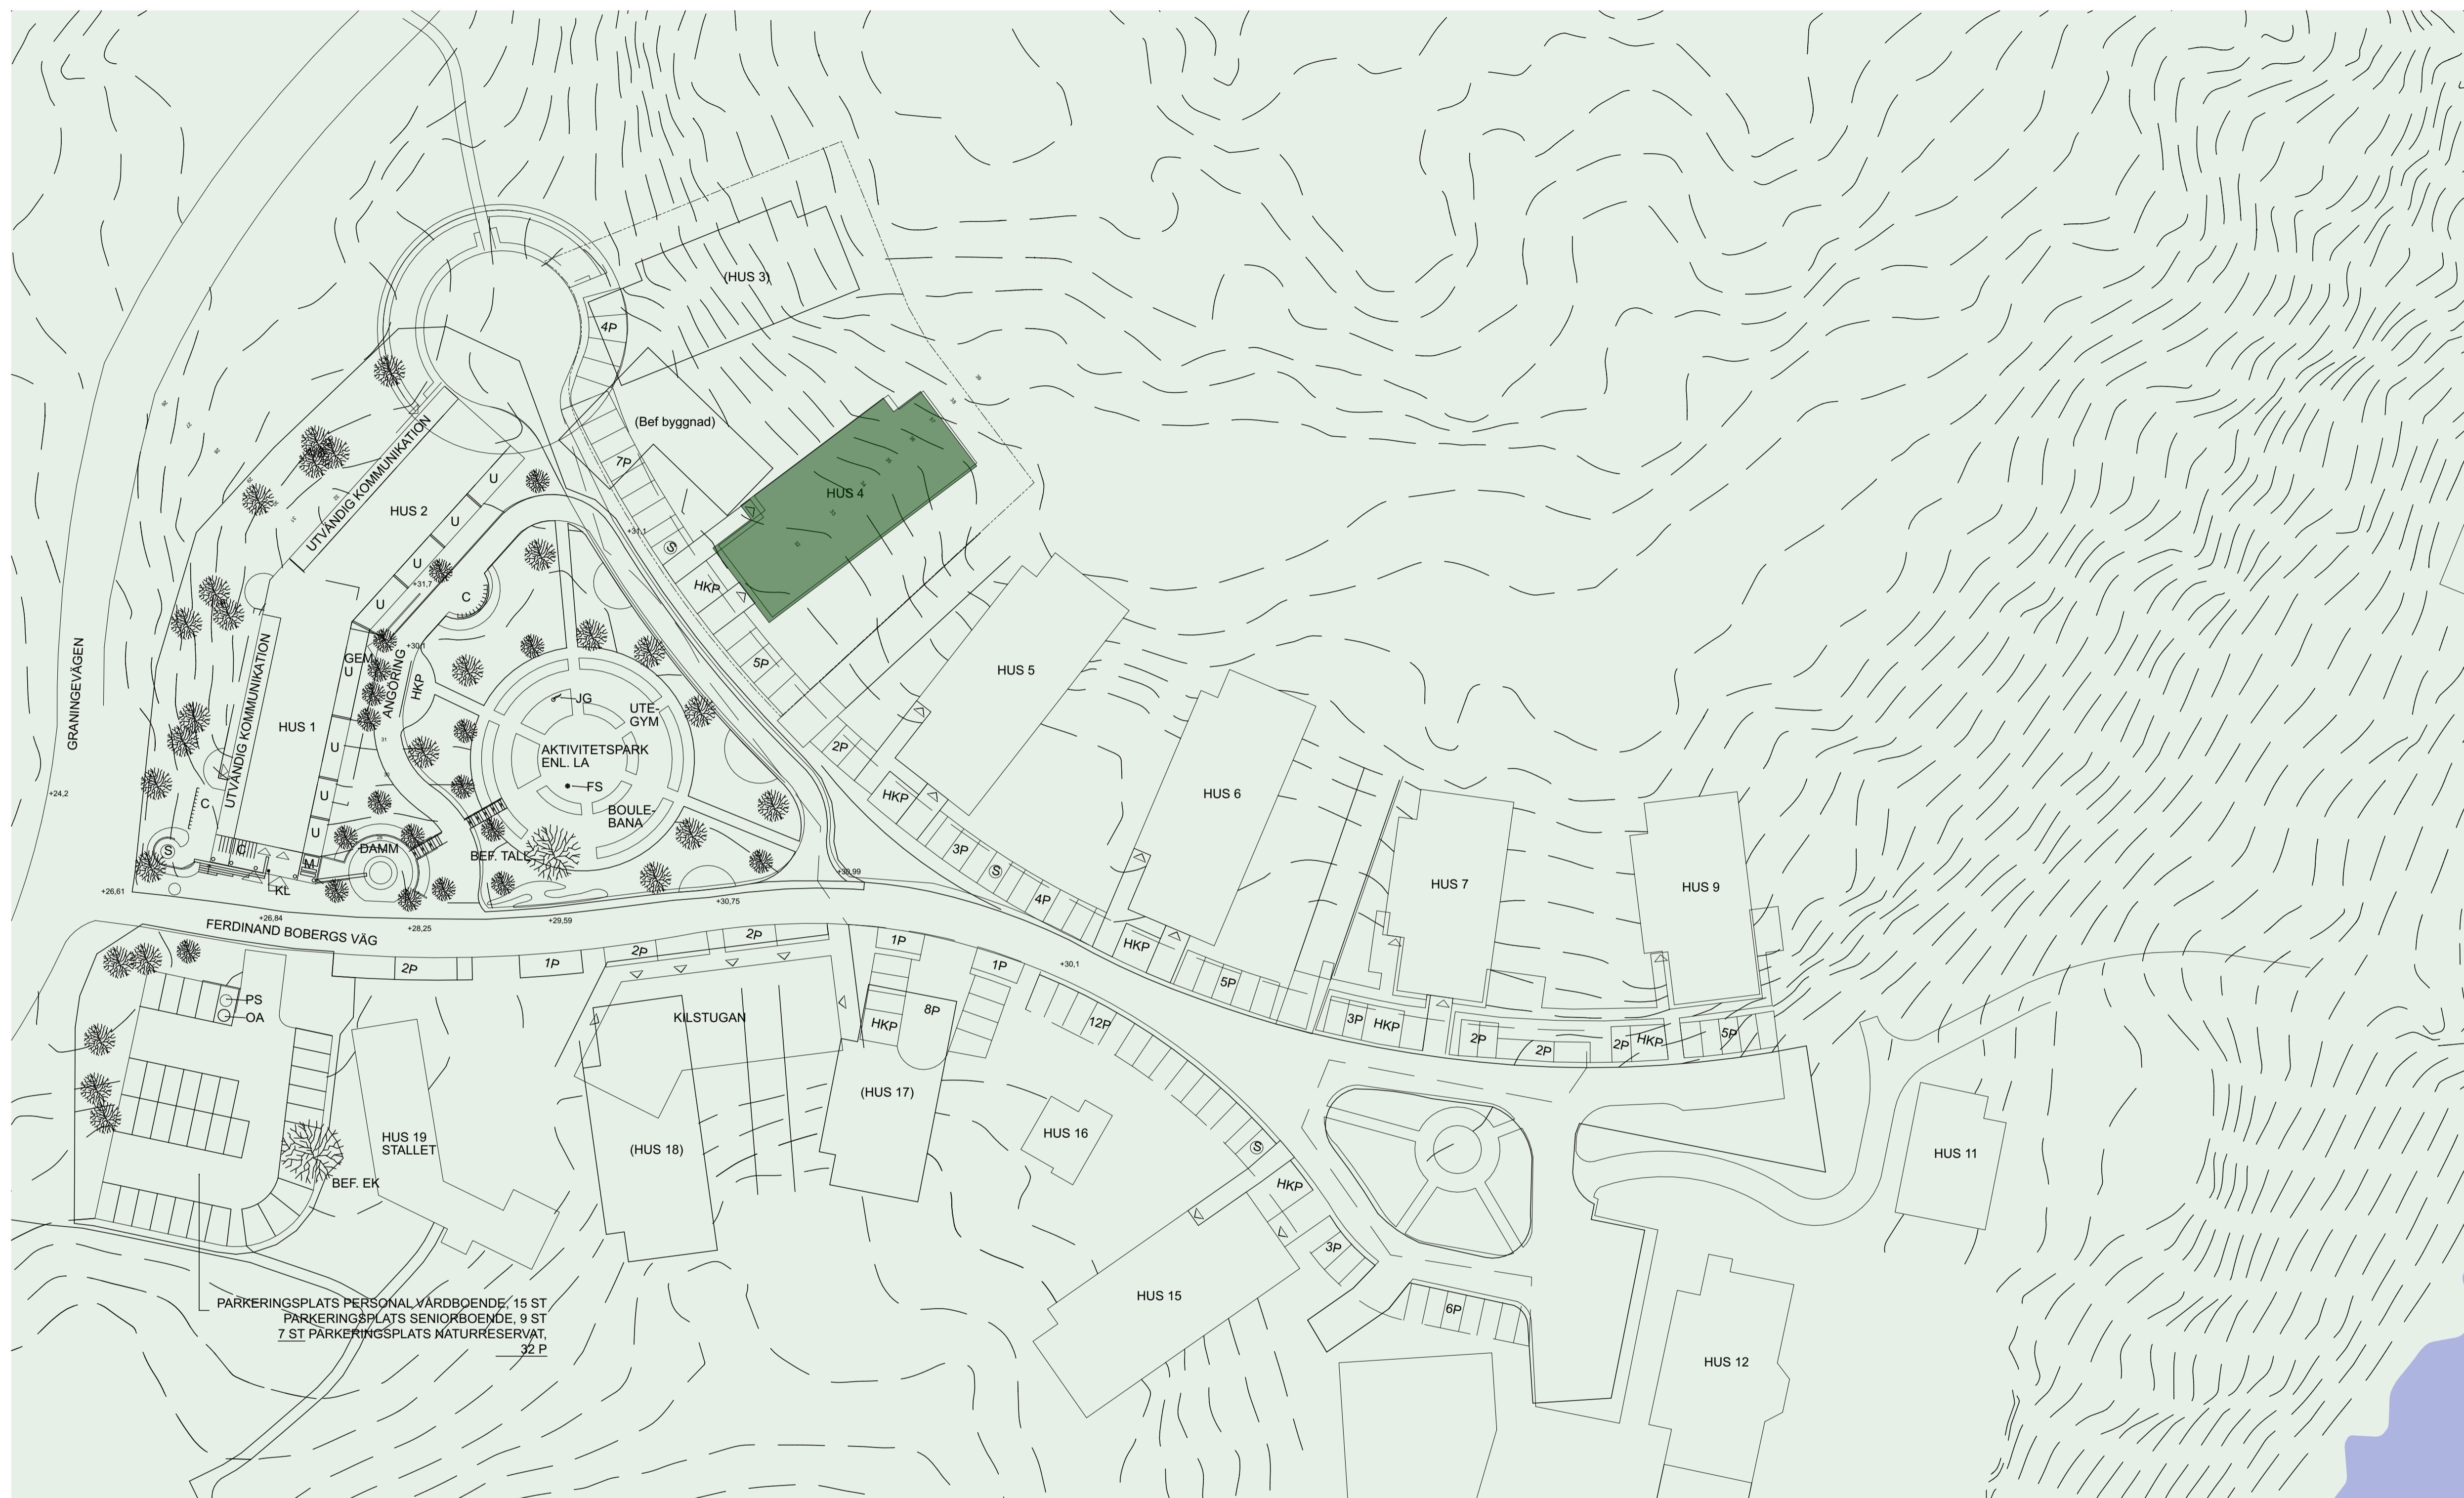 (HUS 3)
4P
(Bef byggnad)
7P
HUS 4
UTVÄNDIG KOMMUNIKATION
HUS 2
U
U
U
U
+31,1
S
+31,7
C
HKP
5P
GRANINGEVÄGEN
UTVÄNDIG KOMMUNIKATION
GEM
U
ANGÖRING
+30,1
HKP
HUS 1
U
U
U
JG
UTE-
GYM
AKTIVITETSPARK
ENL. LA
FS
BOULE-
BANA
HUS 5
2P
HKP
HUS 6
+24,2
C
S
C
M
DAMM
KL
BEF. TALL
3P
S
4P
HUS 7
HUS 9
+26,61
+26,84
+28,25
+29,59
+30,75
+30,99
FERDINAND BOBERGS VÄG
HKP
5P
2P
1P
2P
2P
1P
1P
+30,1
PS
OA
KILSTUGAN
HKP
8P
12P
3P
HKP
2P
2P
2P
HKP
5P
HUS 19
STALLET
(HUS 18)
(HUS 17)
HUS 16
S
HKP
HUS 11
BEF. EK
3P
HUS 15
6P
HUS 12
PARKERINGSPLATS PERSONAL VÅRDBOENDE, 15 ST
PARKERINGSPLATS SENIORBOENDE, 9 ST
7 ST PARKERINGSPLATS NATURRESERVAT,
32 P